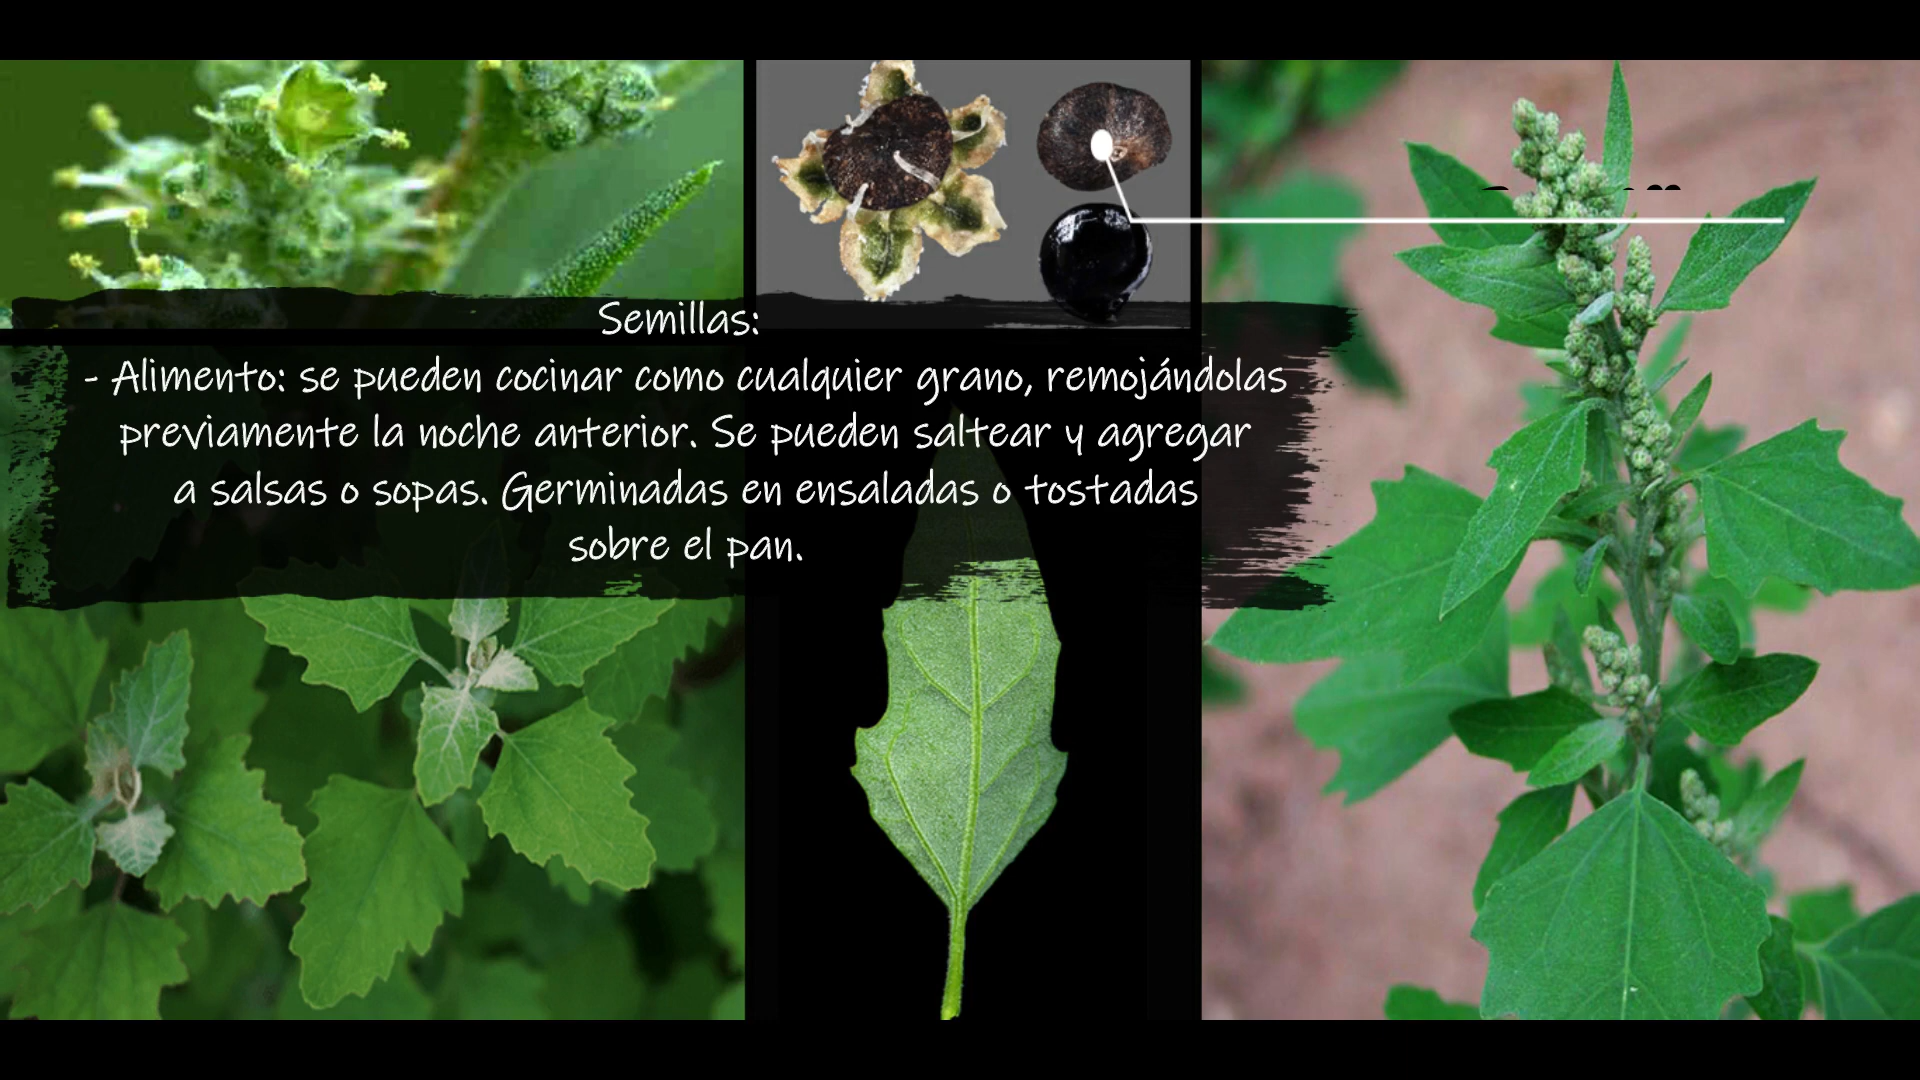 Semillas:
- Alimento: se pueden cocinar como cualquier grano, remojándolas
previamente la noche anterior. Se pueden saltear y agregar
a salsas o sopas. Germinadas en ensaladas o tostadas
sobre el pan.